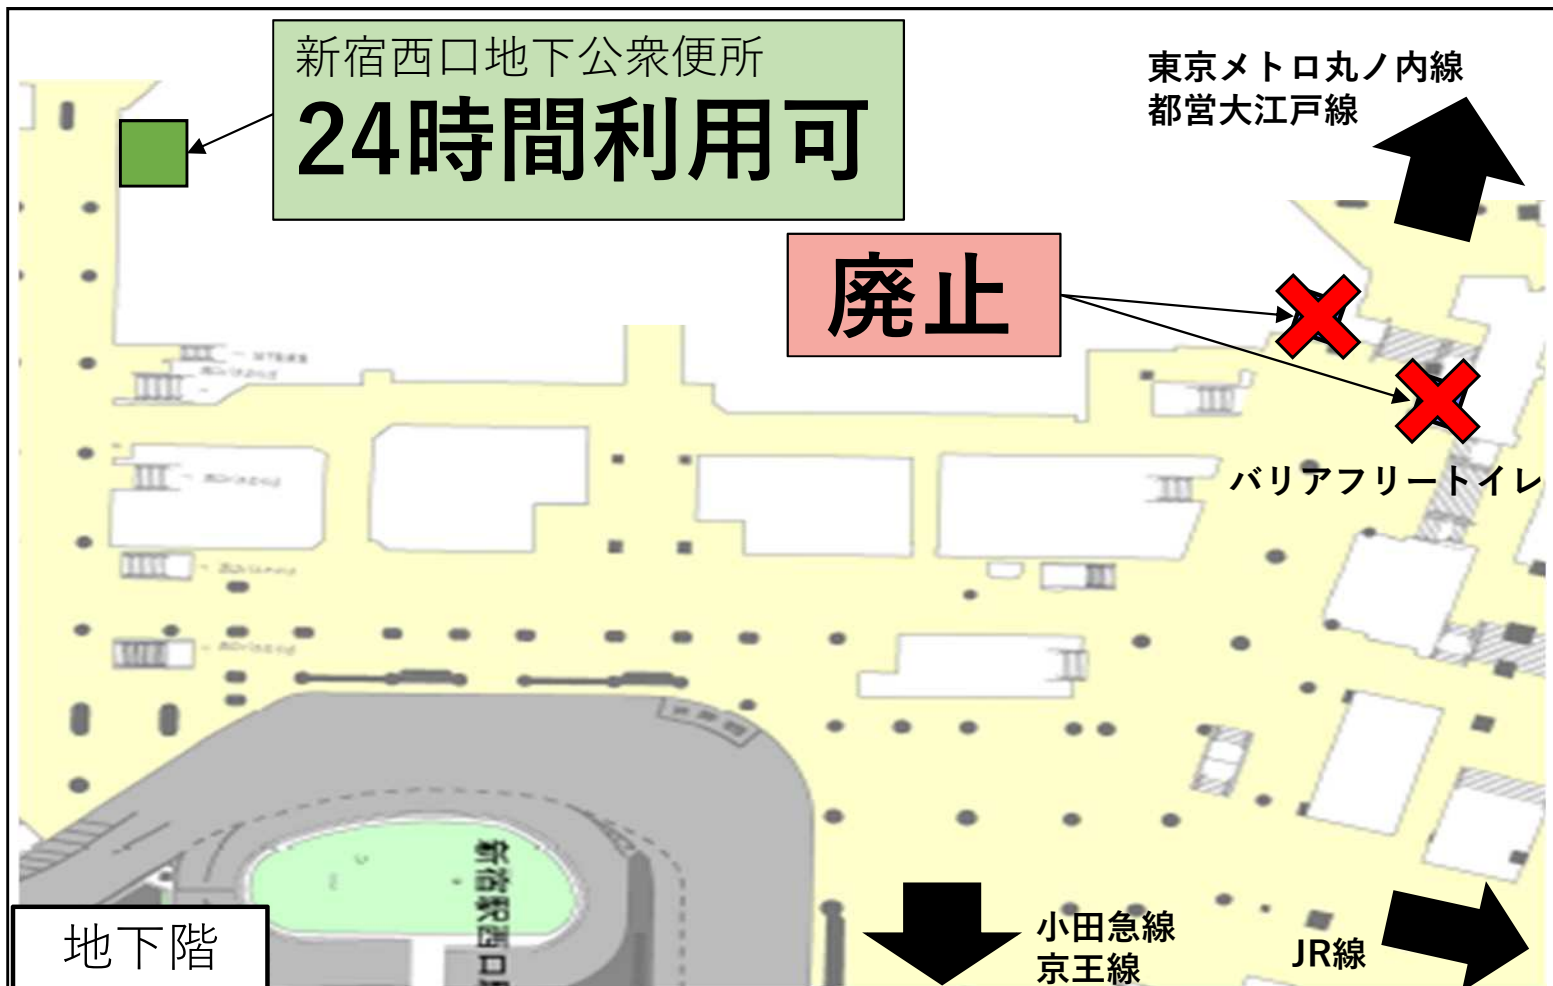 新宿西口地下公衆便所
24時間利用可
東京メトロ丸ノ内線
都営大江戸線
廃止
バリアフリートイレ
新宿駅西口
地下階
小田急線
京王線
JR線